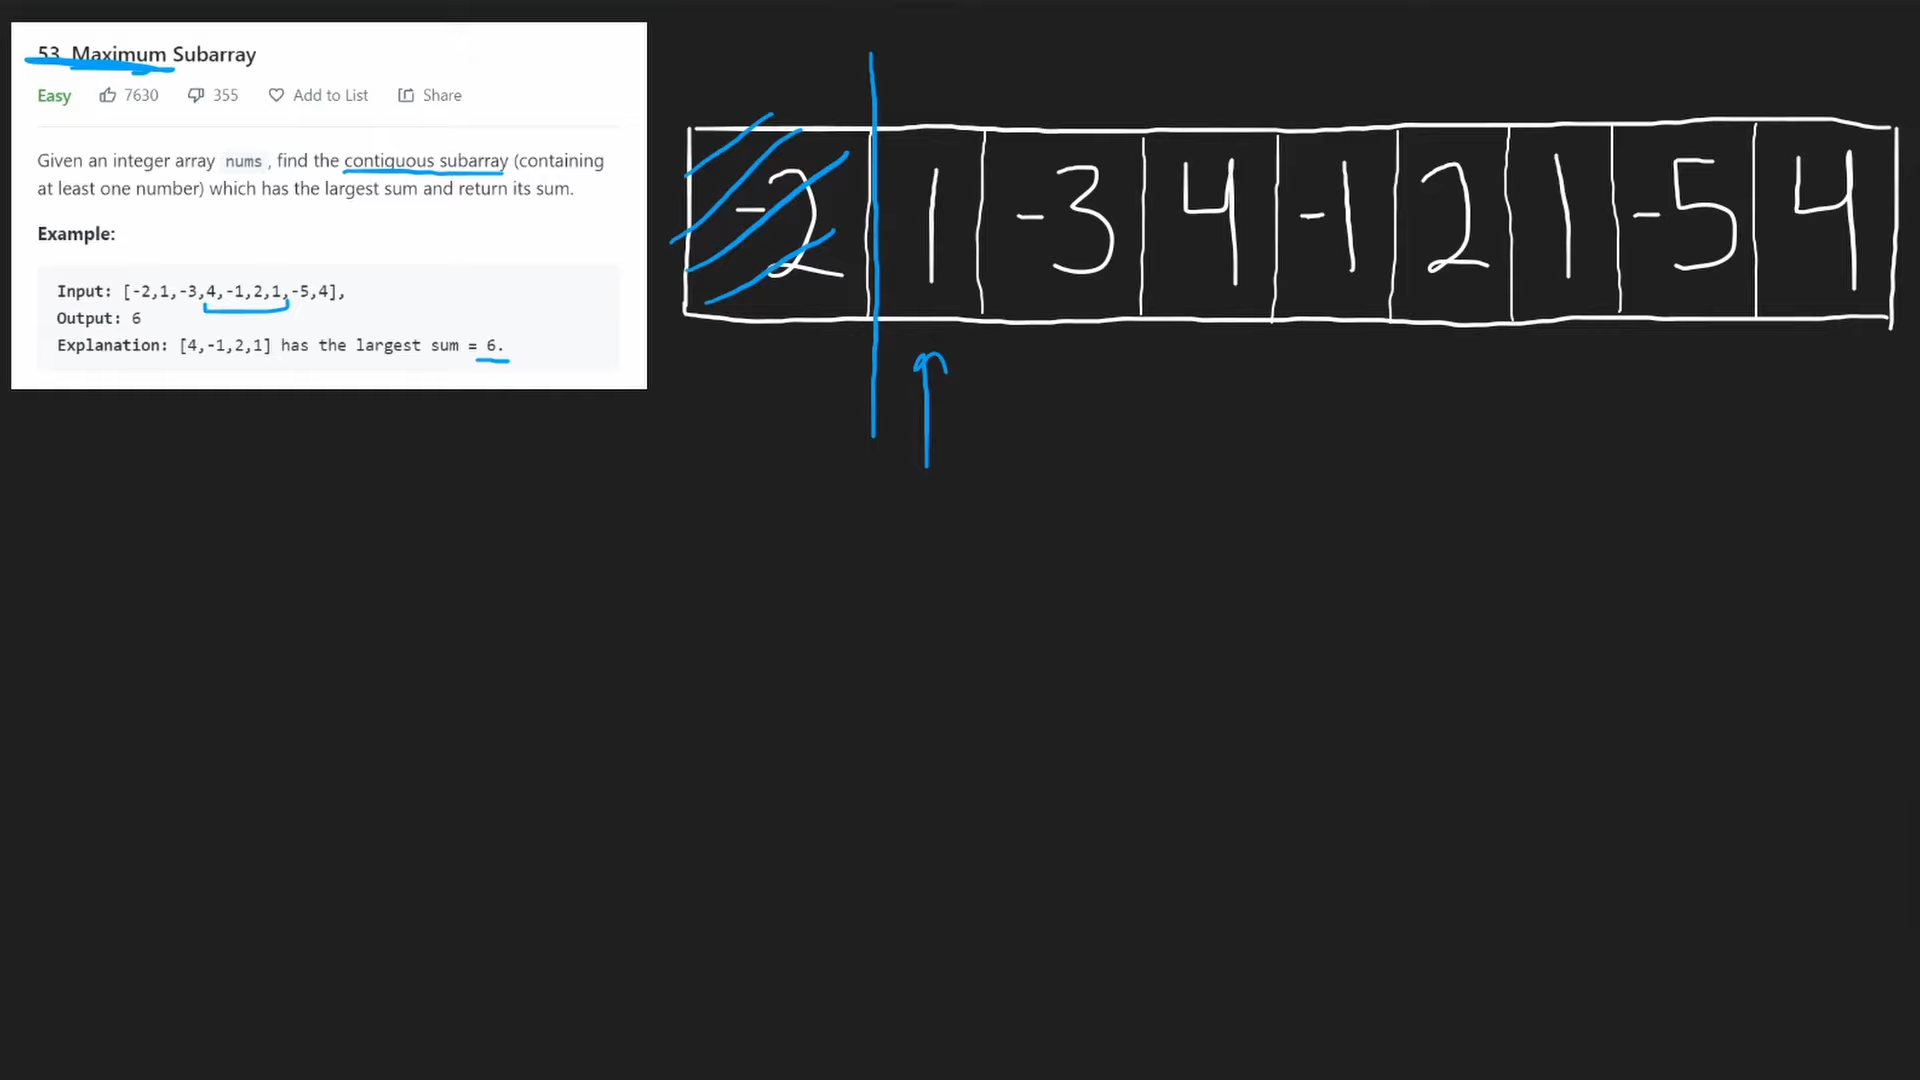 53. Maximum Subarray
Easy 7630 355 Add to List Share
Given an integer array nums, find the contiguous subarray (containing
at least one number) which has the largest sum and return its sum.
Example:
Input: [-2,1,-3,4,-1,2,1,-5,4],
Output: 6
Explanation: [4,-1,2,1] has the largest sum = 6.
-2 1 -3 4 -1 2 1 -5 4